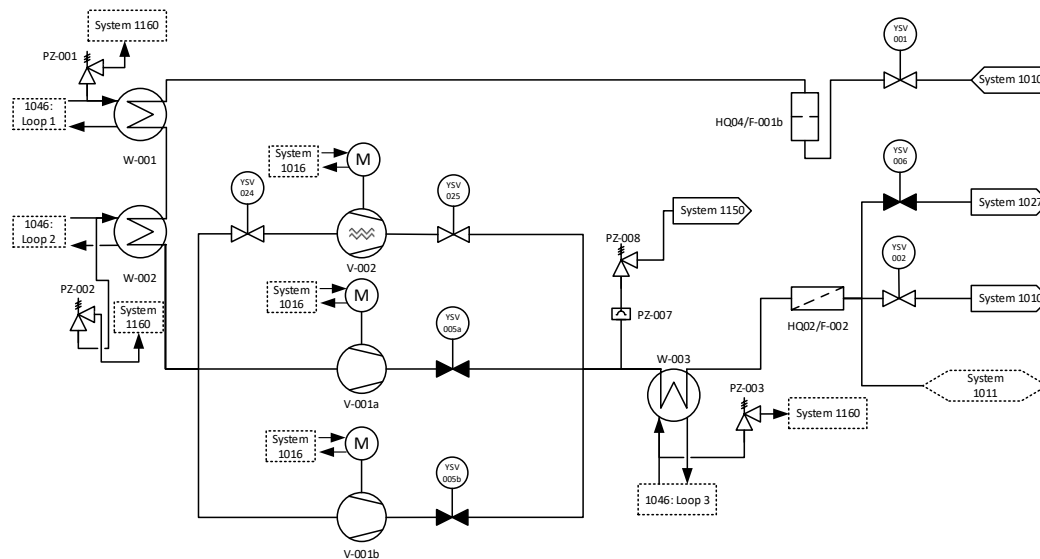 System 1160
PZ-001
YSV
001
1046:
Loop 1
System 1010
HQ04/F-001b
W-001
System
1016
M
YSV
006
YSV
024
YSV
025
System 1027
1046:
Loop 2
System 1150
PZ-008
W-002
V-002
YSV
002
PZ-002
System
1016
M
System
1160
YSV
005a
PZ-007
System 1010
HQ02/F-002
W-003
V-001a
System
1011
PZ-003
System 1160
System
1016
M
YSV
005b
1046: Loop 3
V-001b